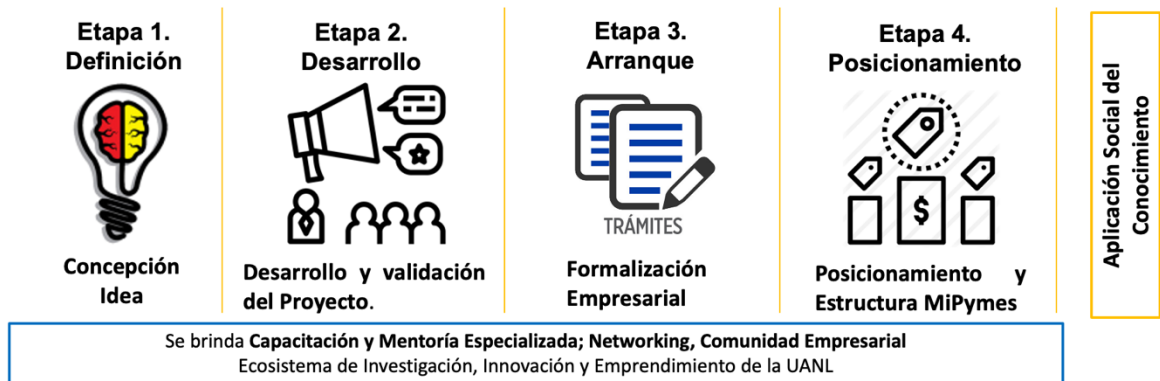 Etapa 1.
Definición
Concepción
Idea
Etapa 2.
Desarrollo
Desarrollo y validación
del Proyecto.
Etapa 3.
Arranque
TRÁMITES
Formalización
Empresarial
Etapa 4.
Posicionamiento
$
Posicionamiento y
Estructura MiPymes
Aplicación Social del
Conocimiento
Se brinda Capacitación y Mentoría Especializada; Networking, Comunidad Empresarial
Ecosistema de Investigación, Innovación y Emprendimiento de la UANL